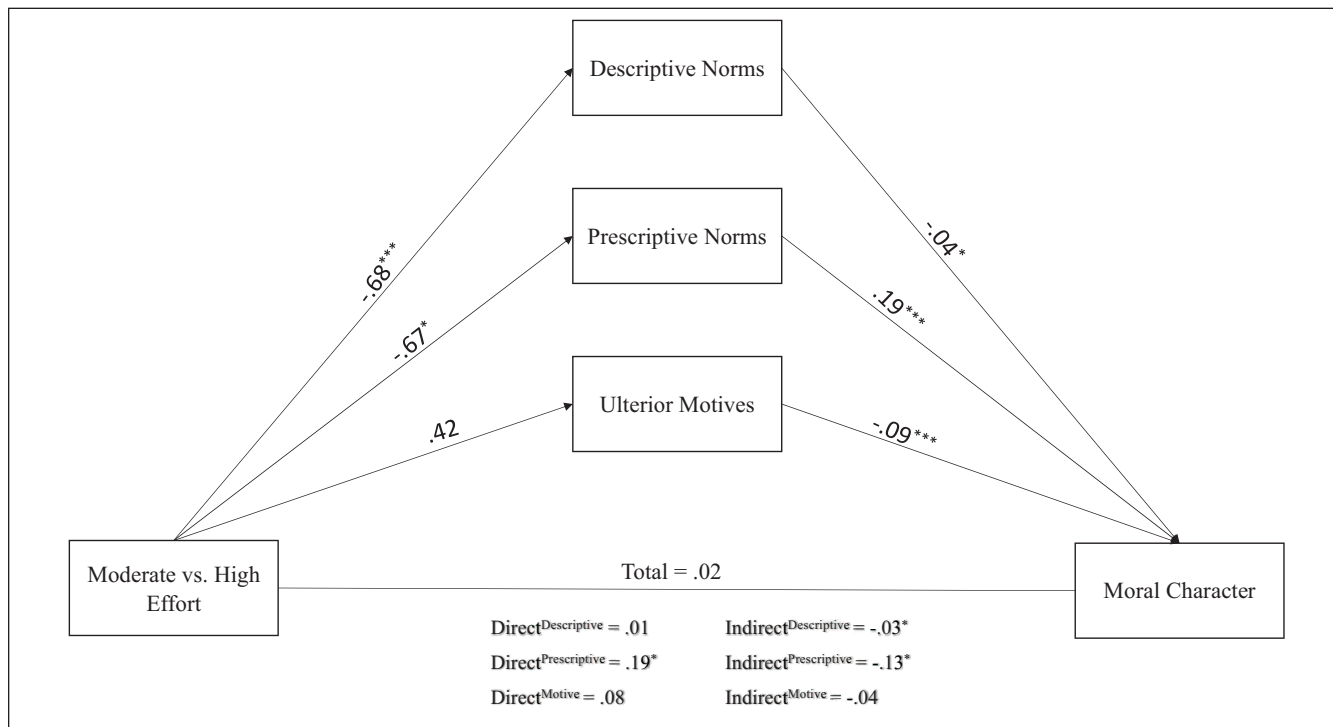 Descriptive Norms
Prescriptive Norms
Ulterior Motives
-.68***
-.67*
.42
-.04*
.19***
-.09***
Moderate vs. High
Effort
Total = .02
Moral Character
Direct^Descriptive = .01
Indirect^Descriptive = -.03*
Direct^Prescriptive = .19*
Indirect^Prescriptive = -.13*
Direct^Motive = .08
Indirect^Motive = -.04